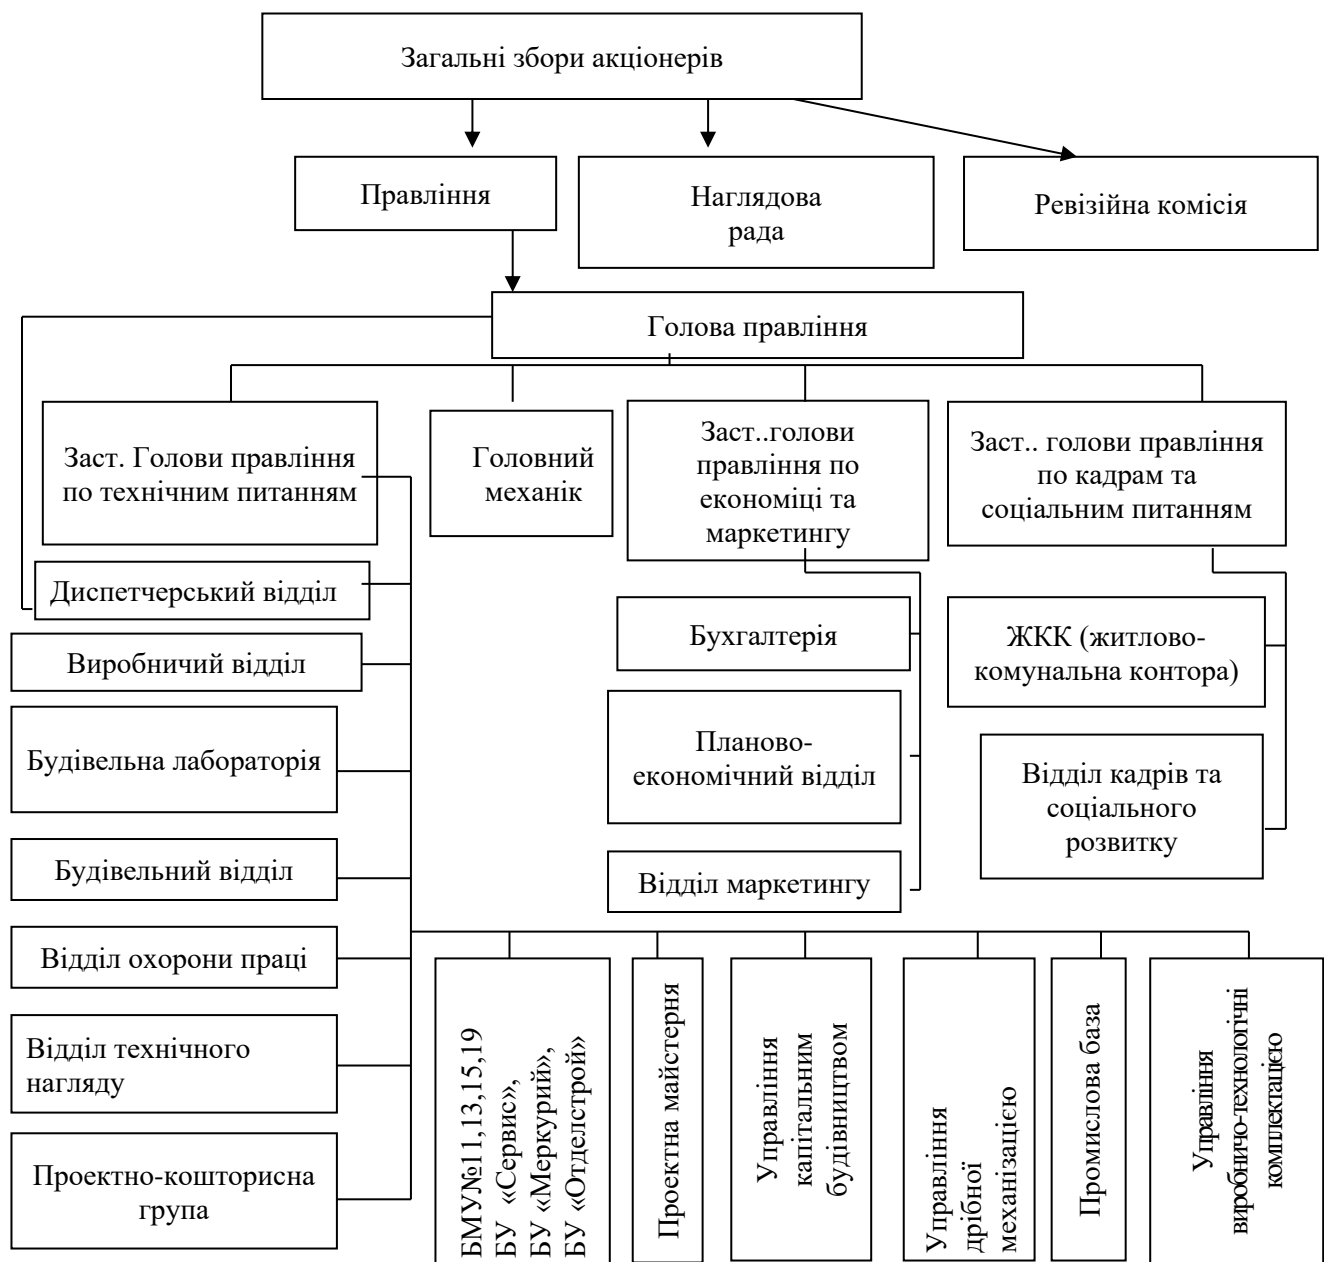 Загальні збори акціонерів
Правління
Наглядова
рада
Ревізійна комісія
Голова правління
Заст. Голови правління
по технічним питанням
Головний
механік
Заст..голови
правління по
економіці та
маркетингу
Заст.. голови правління
по кадрам та
соціальним питанням
Диспетчерський відділ
Виробничий відділ
Будівельна лабораторія
Будівельний відділ
Відділ охорони праці
Відділ технічного
нагляду
Проектно-кошторисна
група
Бухгалтерія
Планово-
економічний відділ
Відділ маркетингу
ЖКК (житлово-
комунальна контора)
Відділ кадрів та
соціального
розвитку
БМУ№11,13,15,19
БУ «Сервис»,
БУ «Меркурий»,
БУ «Отделстрой»
Проектна майстерня
Управління
капітальним
будівництвом
Управління
дрібної
механізацією
Промислова база
Управління
виробничо-технологічні
комплектацією